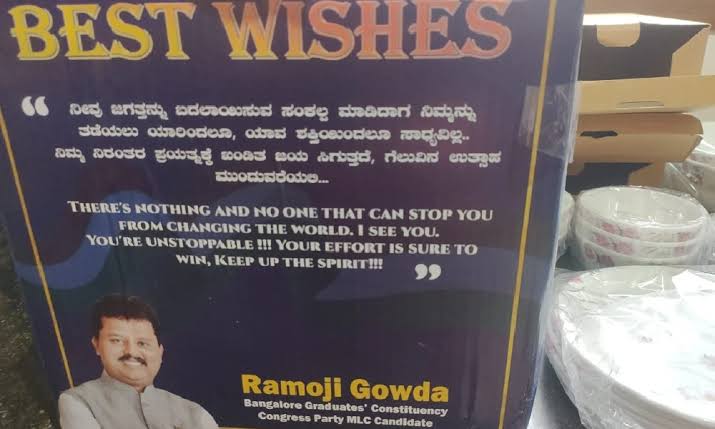 BEST WISHES
“ ನೀವು ಜಗತ್ತನ್ನು ಬದಲಾಯಿಸುವ ಸಂಕಲ್ಪ ಮಾಡಿದಾಗ ನಿಮ್ಮನ್ನು
ತಡೆಯಲು ಯಾರಿಂದಲೂ, ಯಾವ ಶಕ್ತಿಯಿಂದಲೂ ಸಾಧ್ಯವಿಲ್ಲ..
ನಿಮ್ಮ ನಿರಂತರ ಪ್ರಯತ್ನಕ್ಕೆ ಖಂಡಿತ ಜಯ ಸಿಗುತ್ತದೆ, ಗೆಲುವಿನ ಉತ್ಸಾಹ
ಮುಂದುವರೆಯಲಿ...
THERE'S NOTHING AND NO ONE THAT CAN STOP YOU
FROM CHANGING THE WORLD. I SEE YOU.
YOU'RE UNSTOPPABLE !!! YOUR EFFORT IS SURE TO
WIN, KEEP UP THE SPIRIT!!! ”
Ramoji Gowda
Bangalore Graduates' Constituency
Congress Party MLC Candidate